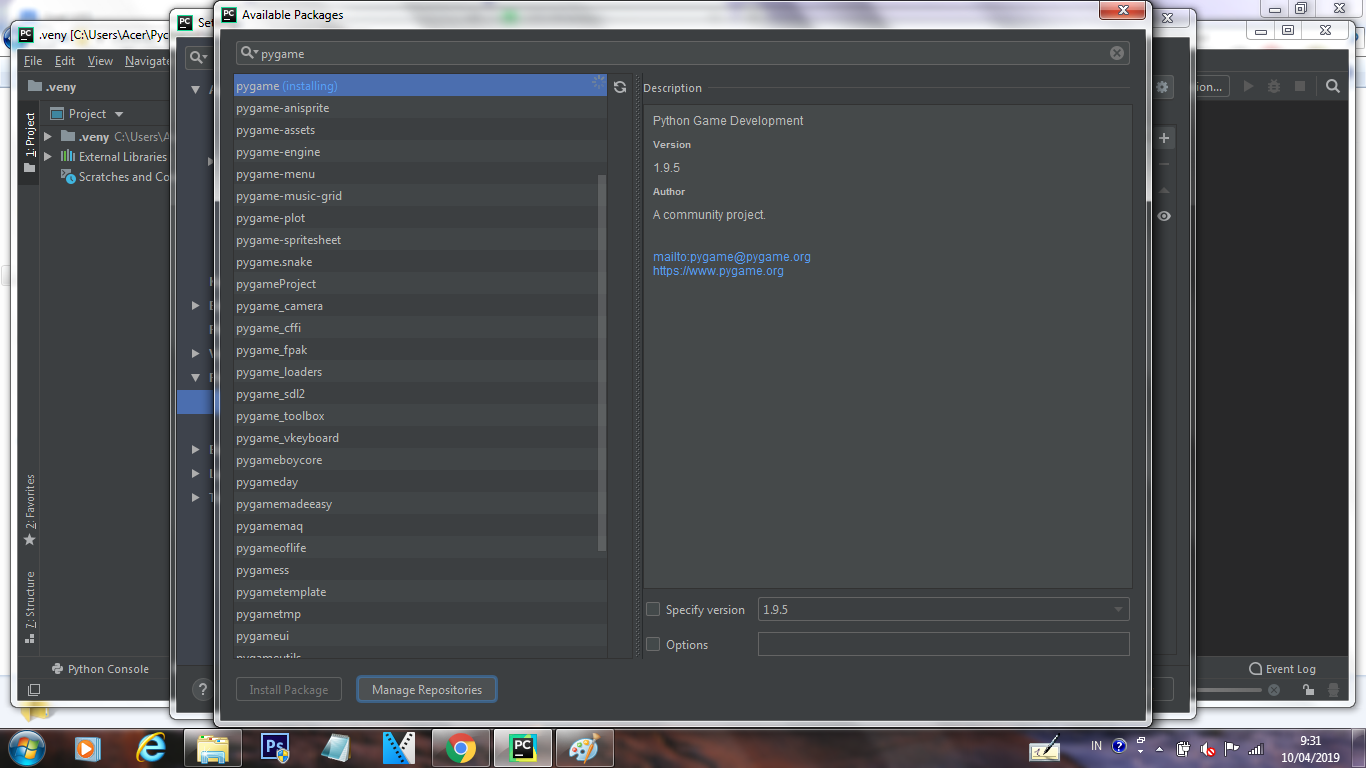 Available Packages
Set
.veny [C:\Users\Acer\Pyc
File Edit View Navigate
.veny
Project
1: Project
.veny C:\Users\A
External Libraries
Scratches and Co
2: Favorites
7: Structure
Python Console
pygame
pygame (installing)
pygame-anisprite
pygame-assets
pygame-engine
pygame-menu
pygame-music-grid
pygame-plot
pygame-spritesheet
pygame.snake
pygameProject
pygame_camera
pygame_cffi
pygame_fpak
pygame_loaders
pygame_sdl2
pygame_toolbox
pygame_vkeyboard
pygameboycore
pygameday
pygamemadeeasy
pygamemaq
pygameoflife
pygamess
pygametemplate
pygametmp
pygameui
pygameutils
Description
Python Game Development
Version
1.9.5
Author
A community project.
mailto:pygame@pygame.org
https://www.pygame.org
Specify version 1.9.5
Options
Install Package Manage Repositories
ion...
Event Log
IN
9:31
10/04/2019